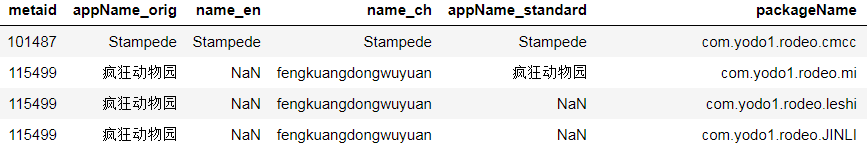 metaid appName_orig name_en name_ch appName_standard packageName
101487 Stampede Stampede Stampede Stampede com.yodo1.rodeo.cmcc
115499 疯狂动物园 NaN fengkuangdongwuyuan 疯狂动物园 com.yodo1.rodeo.mi
115499 疯狂动物园 NaN fengkuangdongwuyuan NaN com.yodo1.rodeo.leshi
115499 疯狂动物园 NaN fengkuangdongwuyuan NaN com.yodo1.rodeo.JINLI